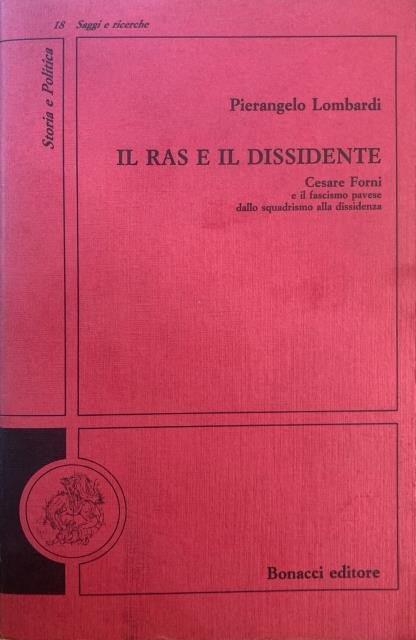 18 Saggi e ricerche
Storia e Politica
Pierangelo Lombardi
IL RAS E IL DISSIDENTE
Cesare Forni
e il fascismo pavese
dallo squadrismo alla dissidenza
Bonacci editore